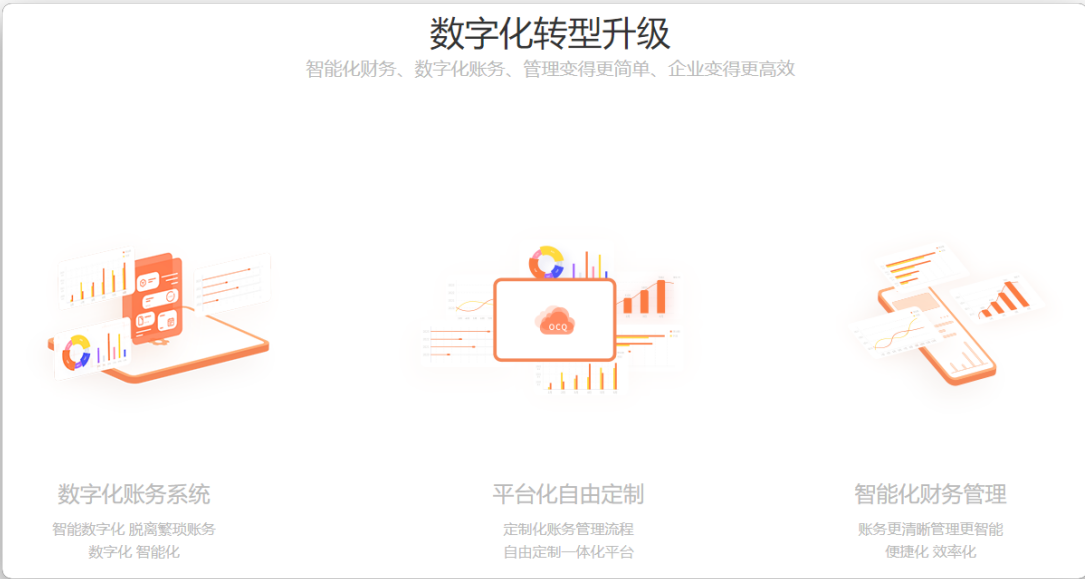 数字化转型升级
智能化财务、数字化账务、管理变得更简单、企业变得更高效
OCQ
数字化账务系统
智能数字化 脱离繁琐账务
数字化 智能化
平台化自由定制
定制化账务管理流程
自由定制一体化平台
智能化财务管理
账务更清晰管理更智能
便捷化 效率化